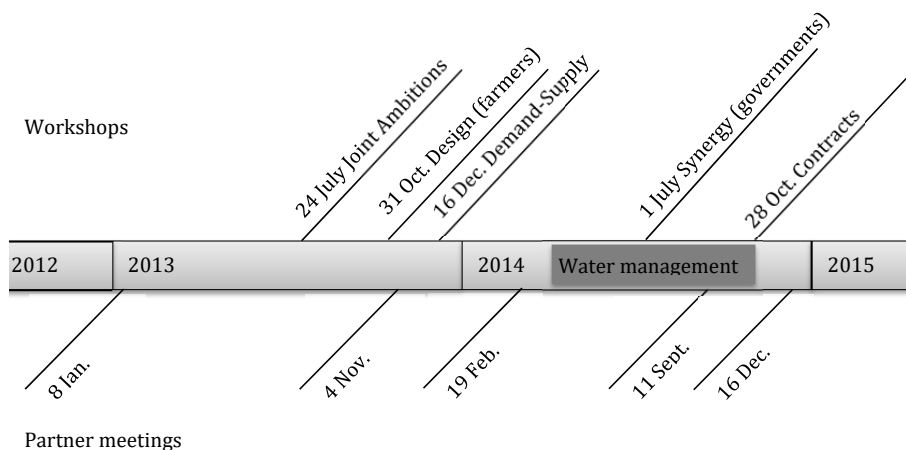 24 July Joint Ambitions
31 Oct. Design (farmers)
16 Dec. Demand-Supply
1 July Synergy (governments)
28 Oct. Contracts
Workshops
2012
2013
2014
Water management
2015
8 Jan.
4 Nov.
19 Feb.
11 Sept.
16 Dec.
Partner meetings